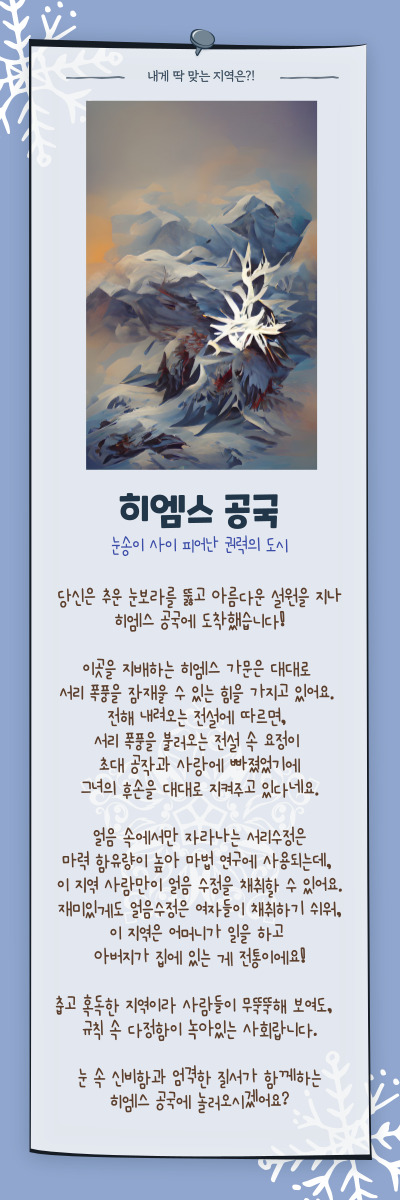 내게 딱 맞는 지역은?!
히엠스 공국
눈송이 사이 피어난 권력의 도시
당신은 추운 눈보라를 뚫고 아름다운 설원을 지나
히엠스 공국에 도착했습니다!
이곳을 지배하는 히엠스 가문은 대대로
서리 폭풍을 잠재울 수 있는 힘을 가지고 있어요.
전해 내려오는 전설에 따르면,
서리 폭풍을 불러오는 전설 속 요정이
초대 공작과 사랑에 빠졌었기에
그녀의 후손을 대대로 지켜주고 있다네요.
얼음 속에서만 자라나는 서리수정은
마력 함유량이 높아 마법 연구에 사용되는데,
이 지역 사람만이 얼음 수정을 채취할 수 있어요.
재미있게도 얼음수정은 여자들이 채취하기 쉬워,
이 지역은 어머니가 일을 하고
아버지가 집에 있는 게 전통이에요!
춥고 혹독한 지역이라 사람들이 무뚝뚝해 보여도,
규칙 속 다정함이 녹아있는 사회랍니다.
눈 속 신비함과 엄격한 질서가 함께하는
히엠스 공국에 놀러오시겠어요?